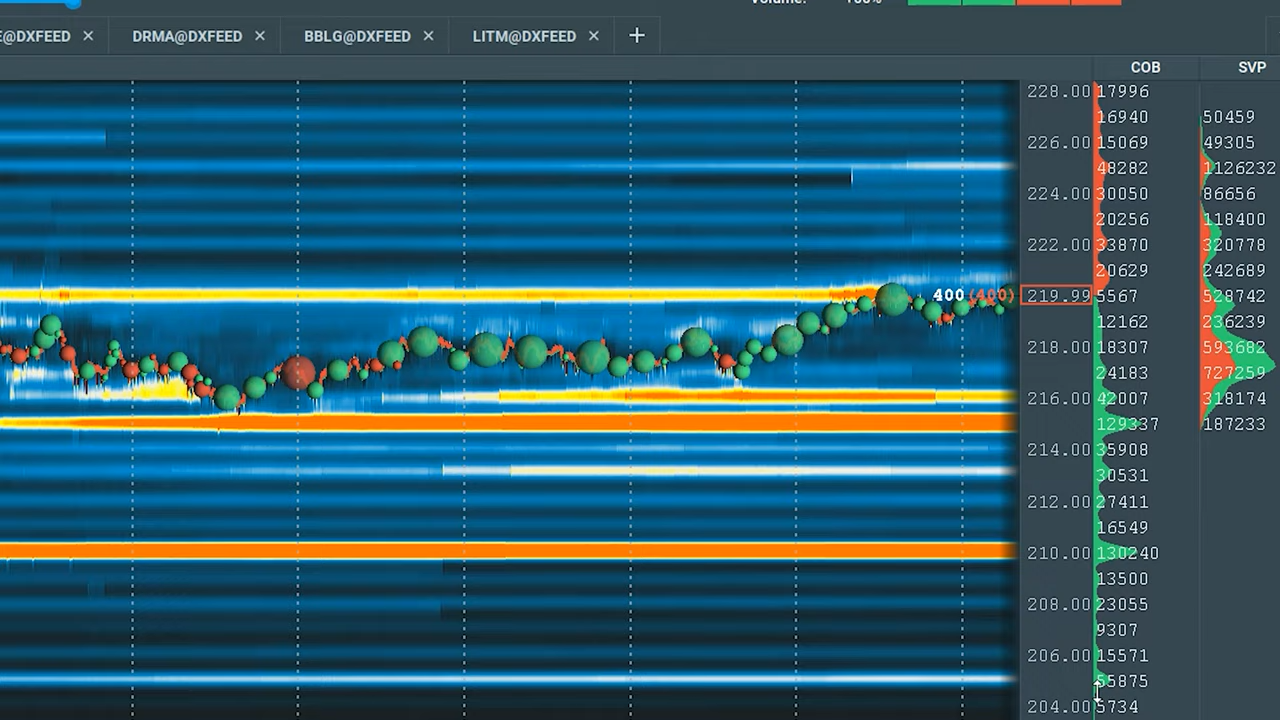 Volume: 100%
E@DXFEED × DRMA@DXFEED × BBLG@DXFEED × LITM@DXFEED × +
COB SVP
228.00 17996
16940 50459
226.00 15069 49305
48282 1126232
224.00 30050 86656
20256 118400
222.00 33870 320778
20629 242689
400 (400) 219.99 5567 528742
12162 236239
218.00 18307 593682
24183 727259
216.00 42007 318174
129337 187233
214.00 35908
30531
212.00 27411
16549
210.00 130240
13500
208.00 23055
9307
206.00 15571
55875
204.00 5734